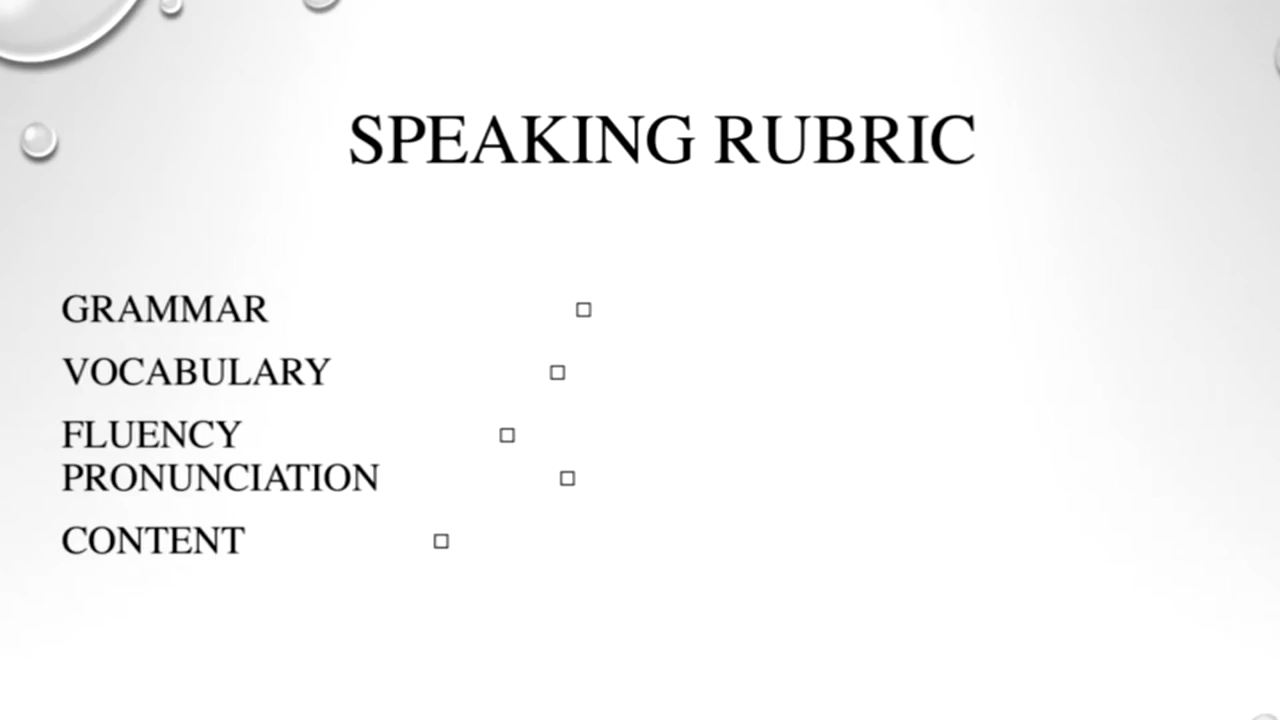 SPEAKING RUBRIC
GRAMMAR □
VOCABULARY □
FLUENCY □
PRONUNCIATION □
CONTENT □